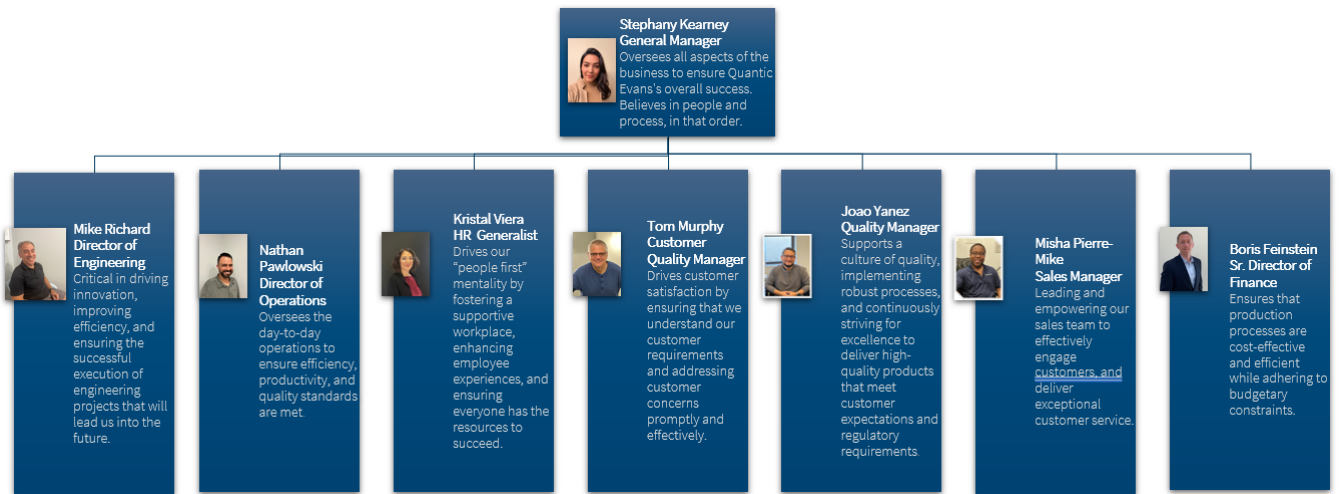 Stephany Kearney
General Manager
Oversees all aspects of the
business to ensure Quantic
Evans's overall success.
Believes in people and
process, in that order.
Mike Richard
Director of
Engineering
Critical in driving
innovation,
improving
efficiency, and
ensuring the
successful
execution of
engineering
projects that will
lead us into the
future.
Nathan
Pawlowski
Director of
Operations
Oversees the
day-to-day
operations to
ensure efficiency,
productivity, and
quality standards
are met.
Kristal Viera
HR Generalist
Drives our
“people first”
mentality by
fostering a
supportive
workplace,
enhancing
employee
experiences, and
ensuring
everyone has the
resources to
succeed.
Tom Murphy
Customer
Quality Manager
Drives customer
satisfaction by
ensuring that we
understand our
customer
requirements
and addressing
customer
concerns
promptly and
effectively.
Joao Yanez
Quality Manager
Supports a
culture of quality,
implementing
robust processes,
and continuously
striving for
excellence to
deliver high-
quality products
that meet
customer
expectations and
regulatory
requirements.
Misha Pierre-
Mike
Sales Manager
Leading and
empowering our
sales team to
effectively
engage
customers, and
deliver
exceptional
customer service.
Boris Feinstein
Sr. Director of
Finance
Ensures that
production
processes are
cost-effective
and efficient
while adhering to
budgetary
constraints.